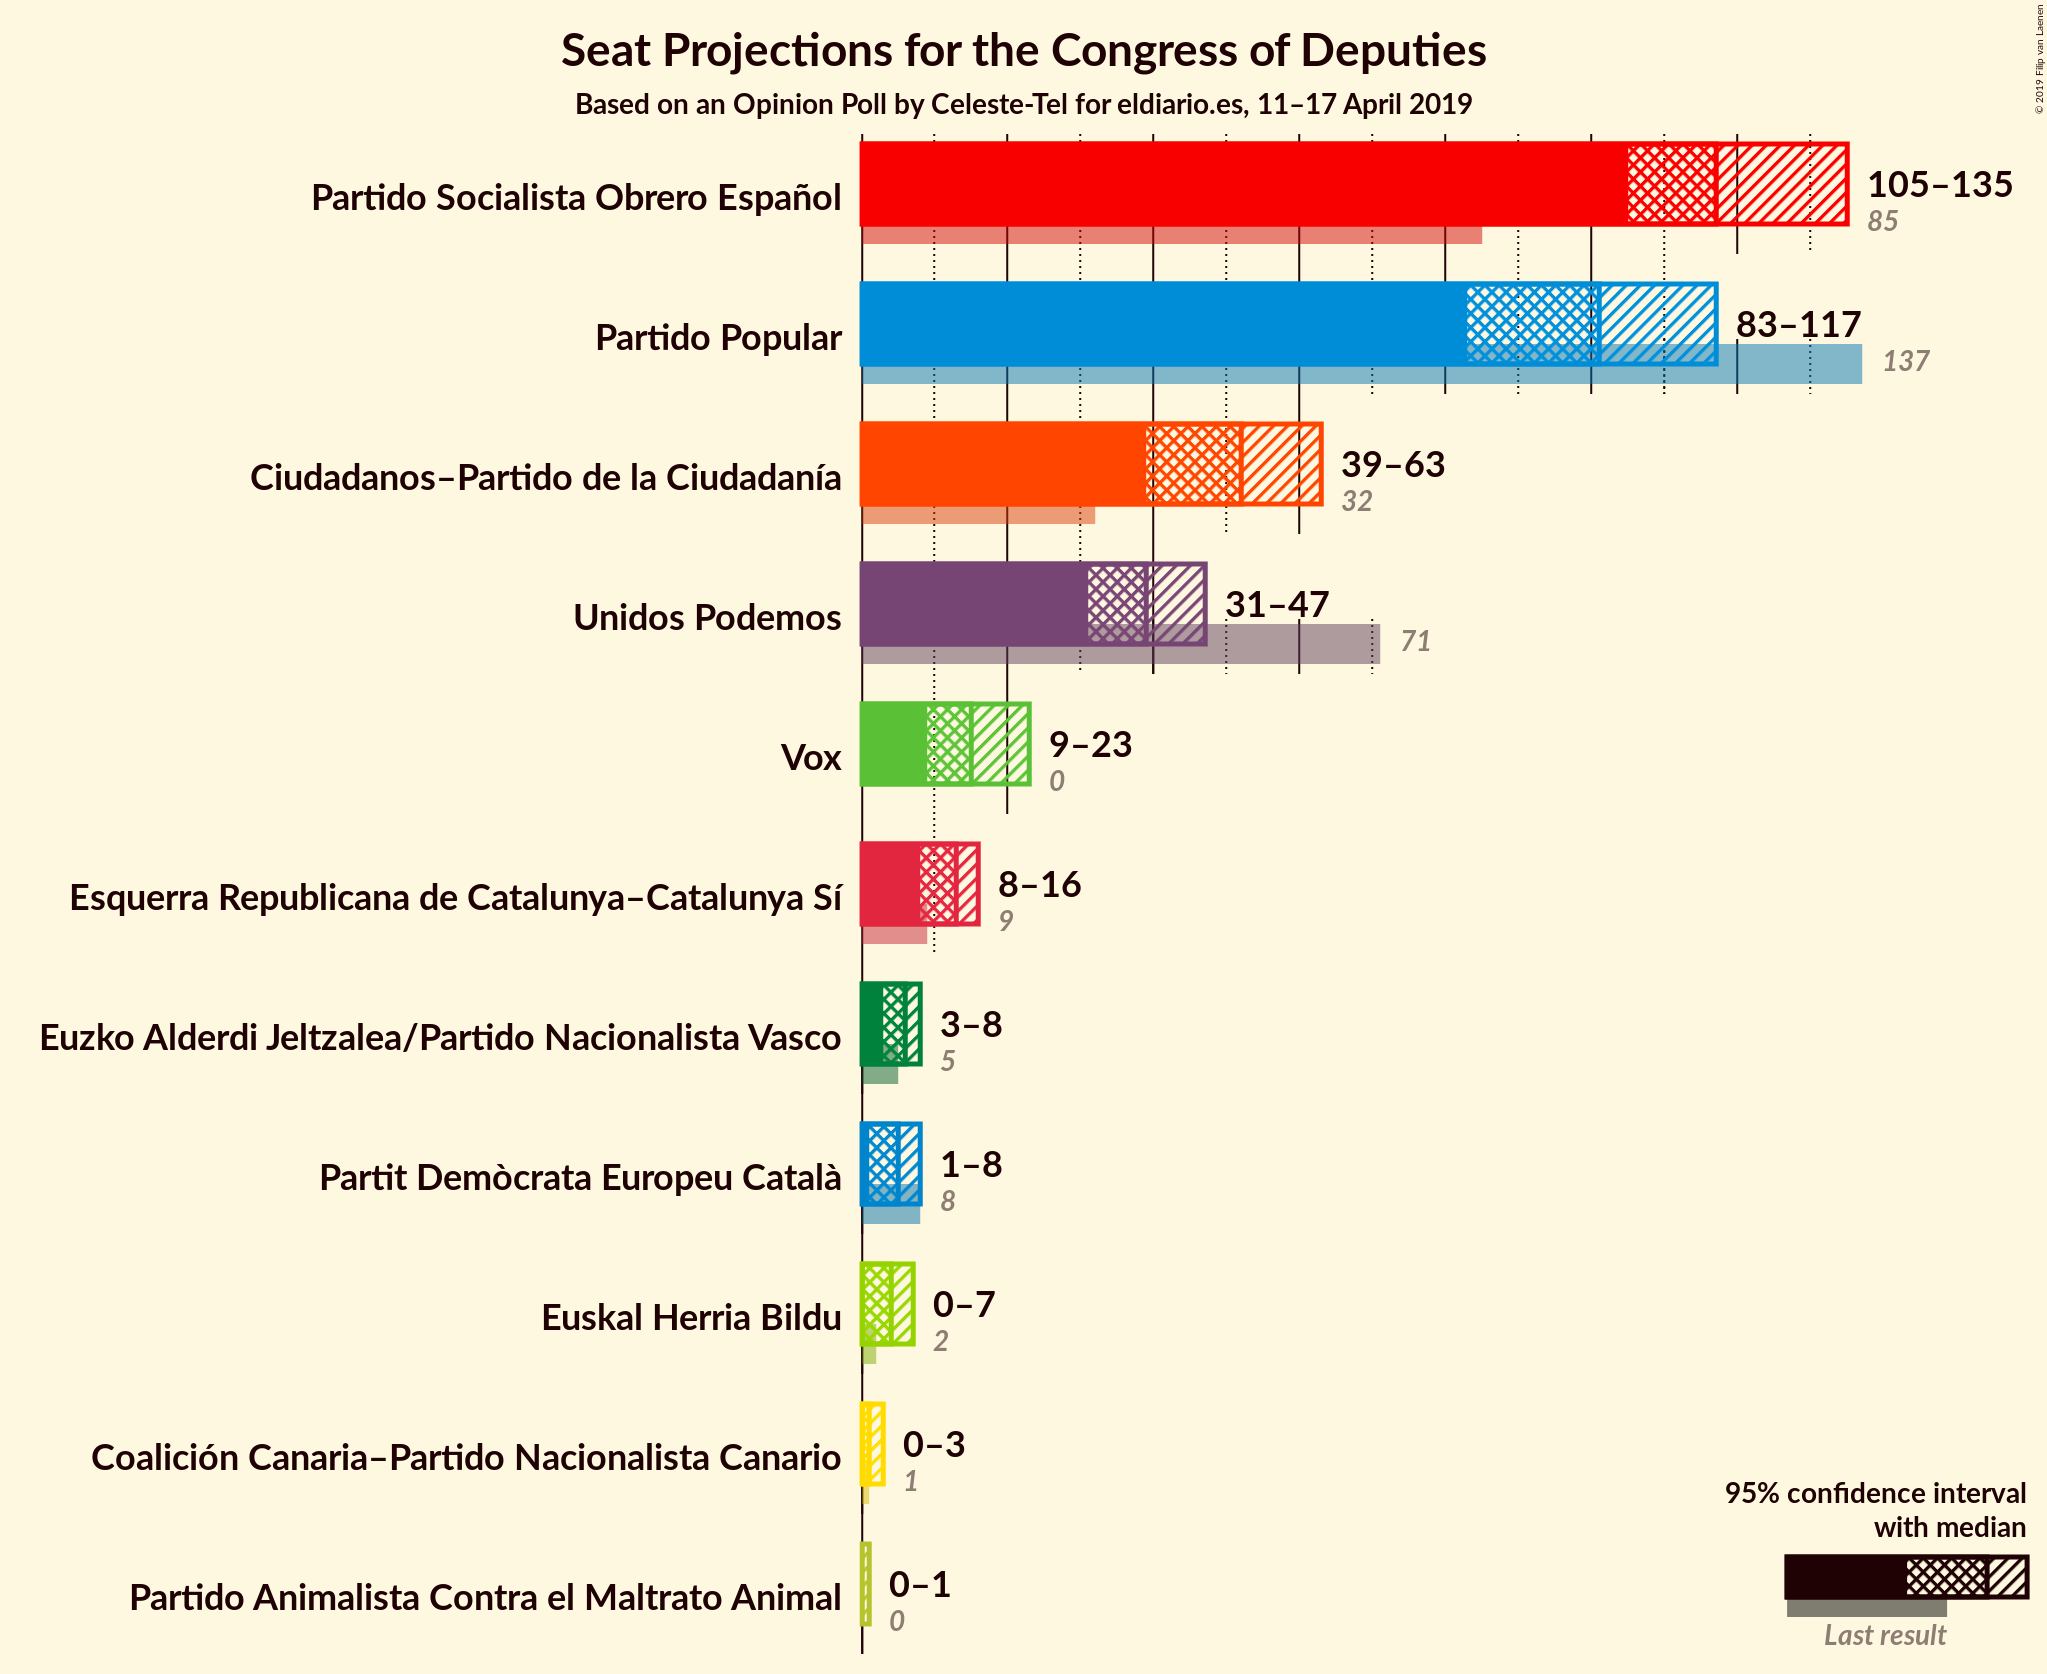 Seat Projections for the Congress of Deputies
Based on an Opinion Poll by Celeste-Tel for eldiario.es, 11–17 April 2019
© 2019 Filip van Laenen
Partido Socialista Obrero Español
105–135
85
Partido Popular
83–117
137
Ciudadanos–Partido de la Ciudadanía
39–63
32
Unidos Podemos
31–47
71
Vox
9–23
0
Esquerra Republicana de Catalunya–Catalunya Sí
8–16
9
Euzko Alderdi Jeltzalea/Partido Nacionalista Vasco
3–8
5
Partit Demòcrata Europeu Català
1–8
8
Euskal Herria Bildu
0–7
2
Coalición Canaria–Partido Nacionalista Canario
0–3
1
Partido Animalista Contra el Maltrato Animal
0–1
0
95% confidence interval
with median
Last result